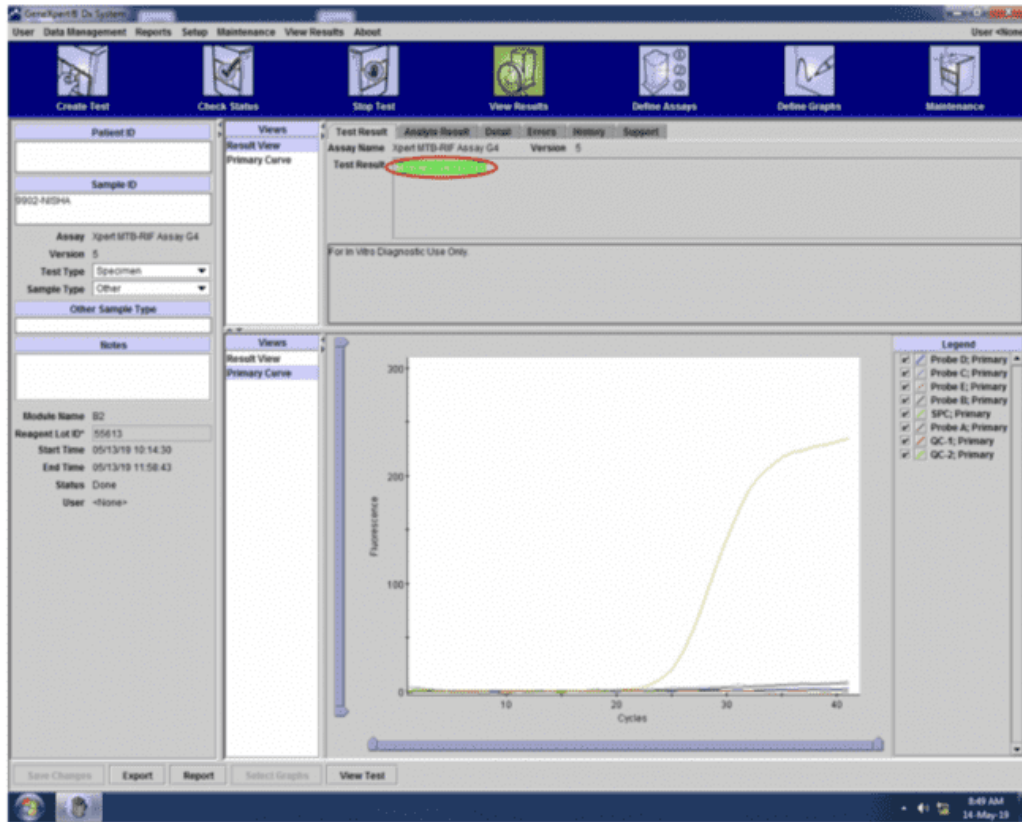 GeneXpert® Dx System
User Data Management Reports Setup Maintenance View Results About
User <None
Create Test
Check Status
Stop Test
View Results
Define Assays
Define Graphs
Maintenance
Patient ID
Sample ID
9902-NISHA
Assay Xpert MTB-RIF Assay G4
Version 5
Test Type Specimen
Sample Type Other
Other Sample Type
Notes
Module Name B2
Reagent Lot ID* 55613
Start Time 05/13/19 10:14:30
End Time 05/13/19 11:58:43
Status Done
User <None>
Views
Result View
Primary Curve
Test Result Analyte Result Detail Errors History Support
Assay Name Xpert MTB-RIF Assay G4 Version 5
Test Result
For In Vitro Diagnostic Use Only.
Views
Result View
Primary Curve
300
200
100
0
Fluorescence
10 20 30 40
Cycles
Legend
Probe D; Primary
Probe C; Primary
Probe E; Primary
Probe B; Primary
SPC; Primary
Probe A; Primary
QC-1; Primary
QC-2; Primary
Save Changes Export Report Select Graphs View Test
8:49 AM
14-May-19